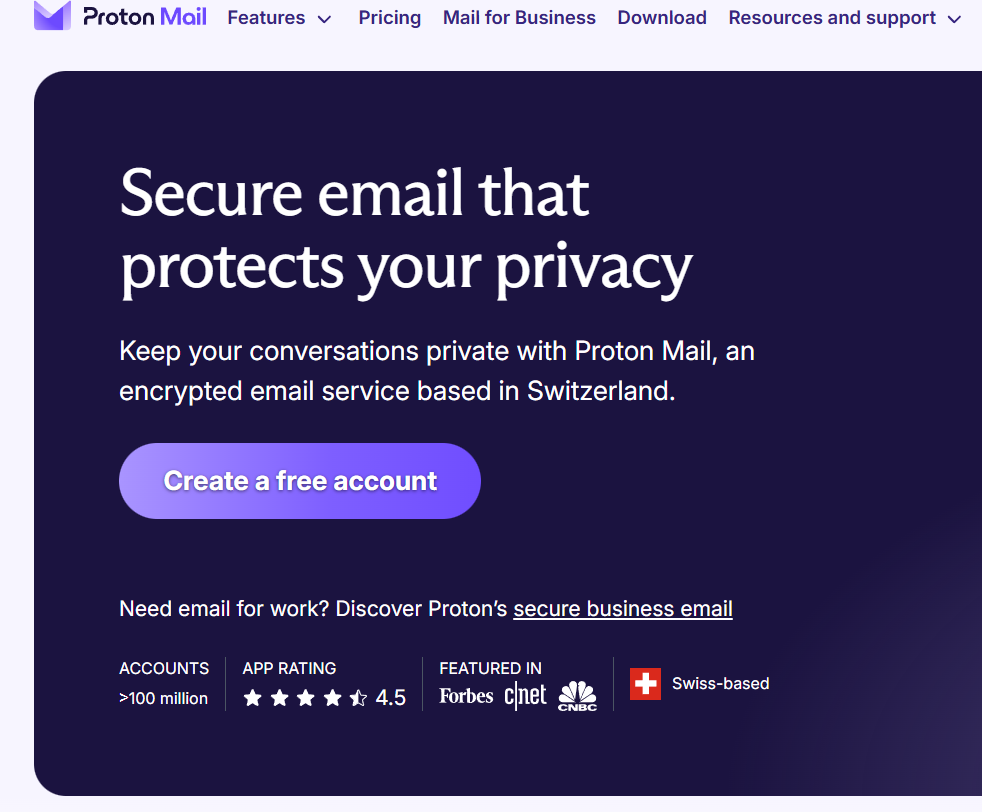 Proton Mail Features Pricing Mail for Business Download Resources and support
Secure email that
protects your privacy
Keep your conversations private with Proton Mail, an
encrypted email service based in Switzerland.
Create a free account
Need email for work? Discover Proton’s secure business email
ACCOUNTS
>100 million
APP RATING
4.5
FEATURED IN
Forbes c|net CNBC
Swiss-based